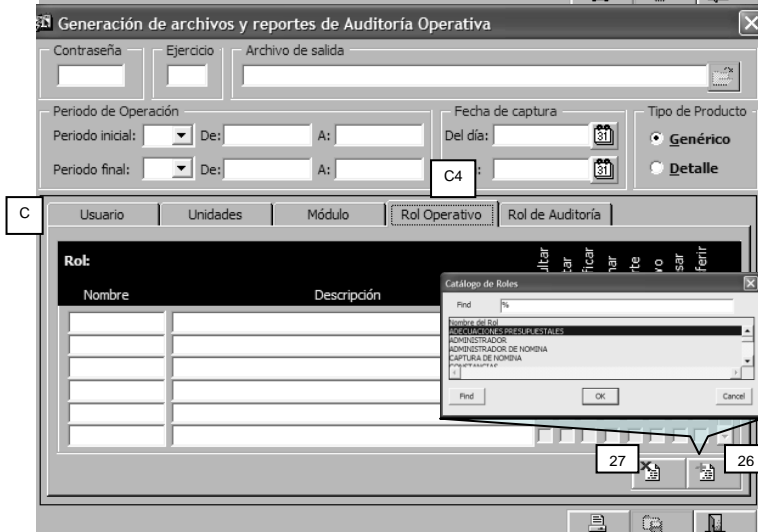 Generación de archivos y reportes de Auditoría Operativa
Contraseña
Ejercicio
Archivo de salida
Periodo de Operación
Fecha de captura
Tipo de Producto
Periodo inicial:
De:
A:
Del día:
31
Genérico
Periodo final:
De:
A:
C4
:
31
Detalle
C
Usuario
Unidades
Módulo
Rol Operativo
Rol de Auditoría
Rol:
Nombre
Descripción
Catálogo de Roles
Find
%
Nombre del Rol
ADECUACIONES PRESUPUESTALES
ADMINISTRADOR
ADMINISTRADOR DE NOMINA
CAPTURA DE NOMINA
CONSTANCIAS
Find
OK
Cancel
27
26